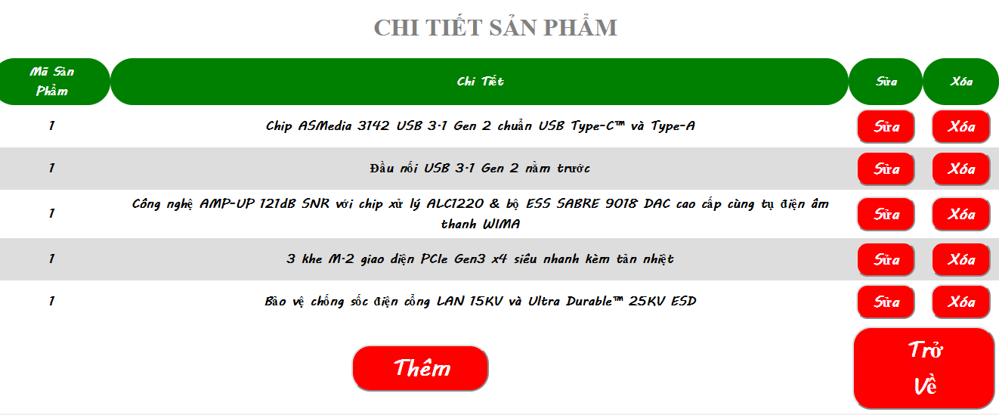 CHI TIẾT SẢN PHẨM
Mã Sản
Phẩm
Chi Tiết
Sửa
Xóa
1
Chip ASMedia 3142 USB 3.1 Gen 2 chuẩn USB Type-C™ và Type-A
Sửa
Xóa
1
Đầu nối USB 3.1 Gen 2 nằm trước
Sửa
Xóa
1
Công nghệ AMP-UP 121dB SNR với chip xử lý ALC1220 & bộ ESS SABRE 9018 DAC cao cấp cùng tụ điện âm
thanh WIMA
Sửa
Xóa
1
3 khe M.2 giao diện PCIe Gen3 x4 siêu nhanh kèm tản nhiệt
Sửa
Xóa
1
Bảo vệ chống sốc điện cổng LAN 15KV và Ultra Durable™ 25KV ESD
Sửa
Xóa
Thêm
Trở
Về